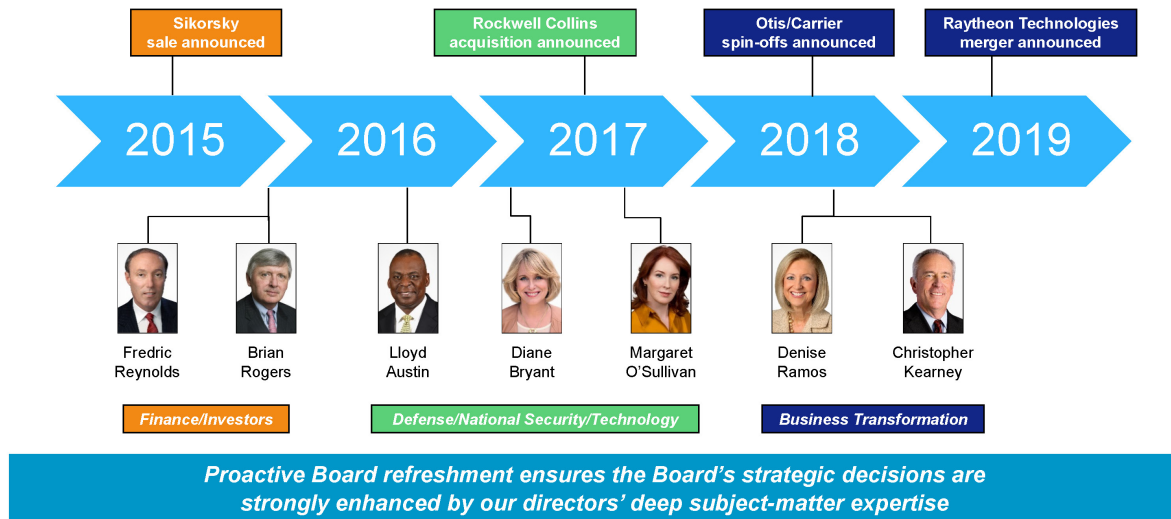 Sikorsky
sale announced
Rockwell Collins
acquisition announced
Otis/Carrier
spin-offs announced
Raytheon Technologies
merger announced
2015
2016
2017
2018
2019
Fredric
Reynolds
Brian
Rogers
Lloyd
Austin
Diane
Bryant
Margaret
O’Sullivan
Denise
Ramos
Christopher
Kearney
Finance/Investors
Defense/National Security/Technology
Business Transformation
Proactive Board refreshment ensures the Board’s strategic decisions are
strongly enhanced by our directors’ deep subject-matter expertise